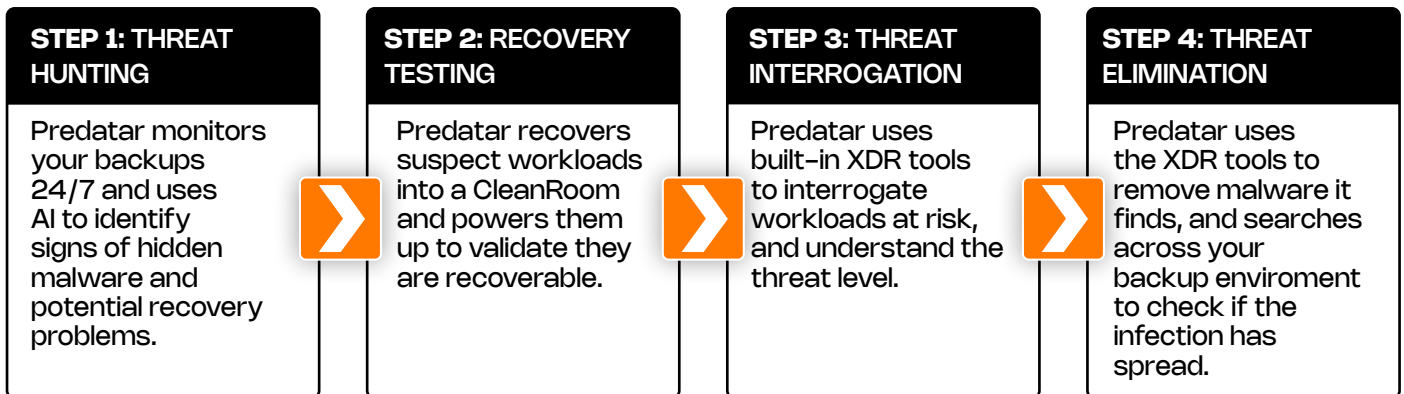 STEP 1: THREAT
HUNTING
Predatar monitors
your backups
24/7 and uses
AI to identify
signs of hidden
malware and
potential recovery
problems.
STEP 2: RECOVERY
TESTING
Predatar recovers
suspect workloads
into a CleanRoom
and powers them
up to validate they
are recoverable.
STEP 3: THREAT
INTERROGATION
Predatar uses
built-in XDR tools
to interrogate
workloads at risk,
and understand the
threat level.
STEP 4: THREAT
ELIMINATION
Predatar uses
the XDR tools to
remove malware it
finds, and searches
across your
backup enviroment
to check if the
infection has
spread.